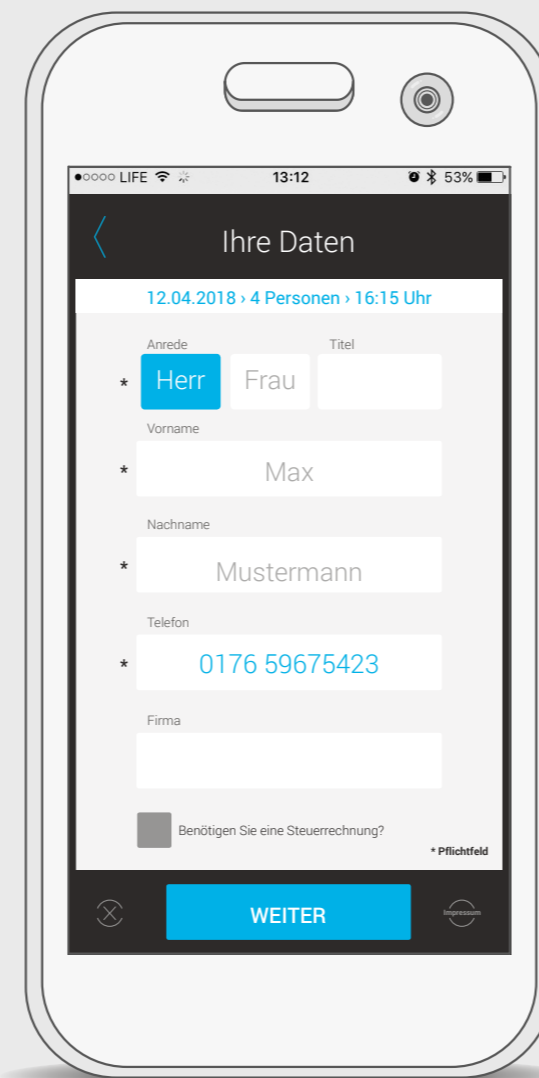 LIFE 13:12 53%
Ihre Daten
12.04.2018 › 4 Personen › 16:15 Uhr
Anrede Titel
* Herr Frau
Vorname
* Max
Nachname
* Mustermann
Telefon
* 0176 59675423
Firma
Benötigen Sie eine Steuerrechnung?
* Pflichtfeld
WEITER Impressum